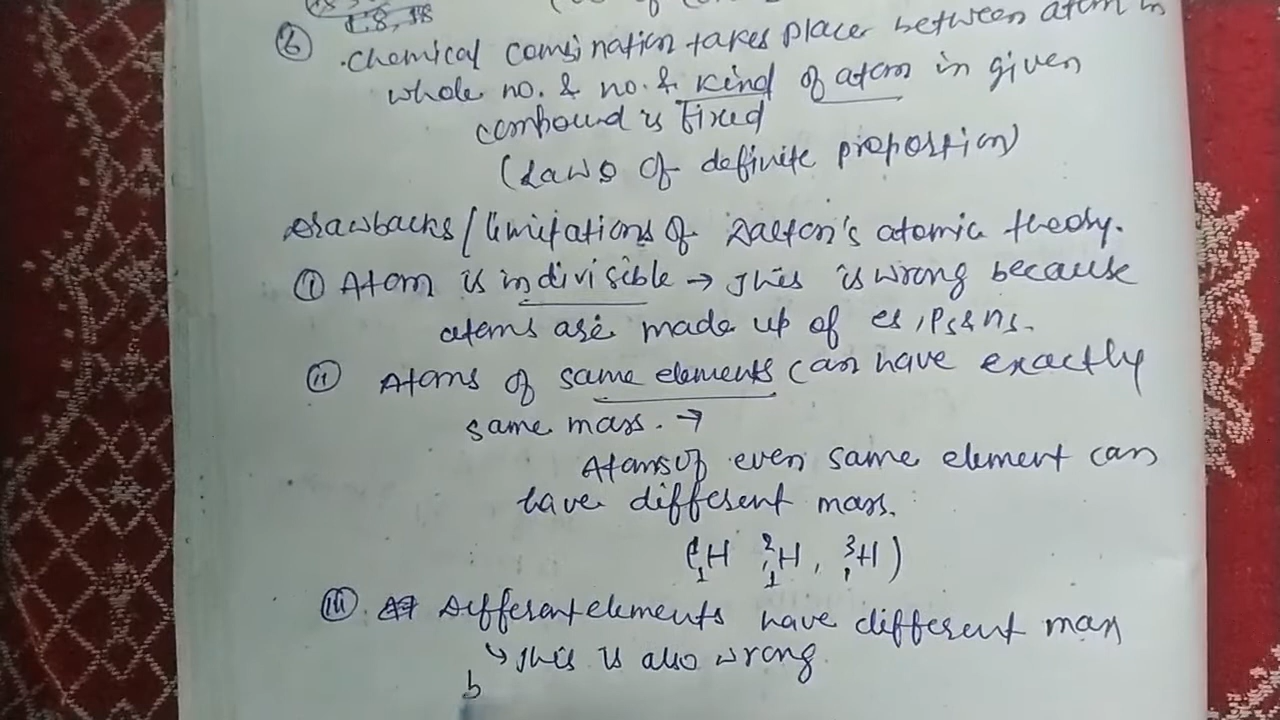 18,18
⑥ .Chemical Combination takes place between atom in
whole no. & no. & kind of atom in given
compound is fixed
(Laws of definite proportion)
Drawbacks/limitations of Dalton's atomic theory.
① Atom is indivisible → This is wrong because
atoms are made up of es, Ps & ns.
ⅱ Atoms of same elements can have exactly
same mass. →
Atoms of even same element can
have different mass.
(¹₁H ²₁H, ³₁H)
ⅲ Different elements have different mass
↳ This is also wrong
b